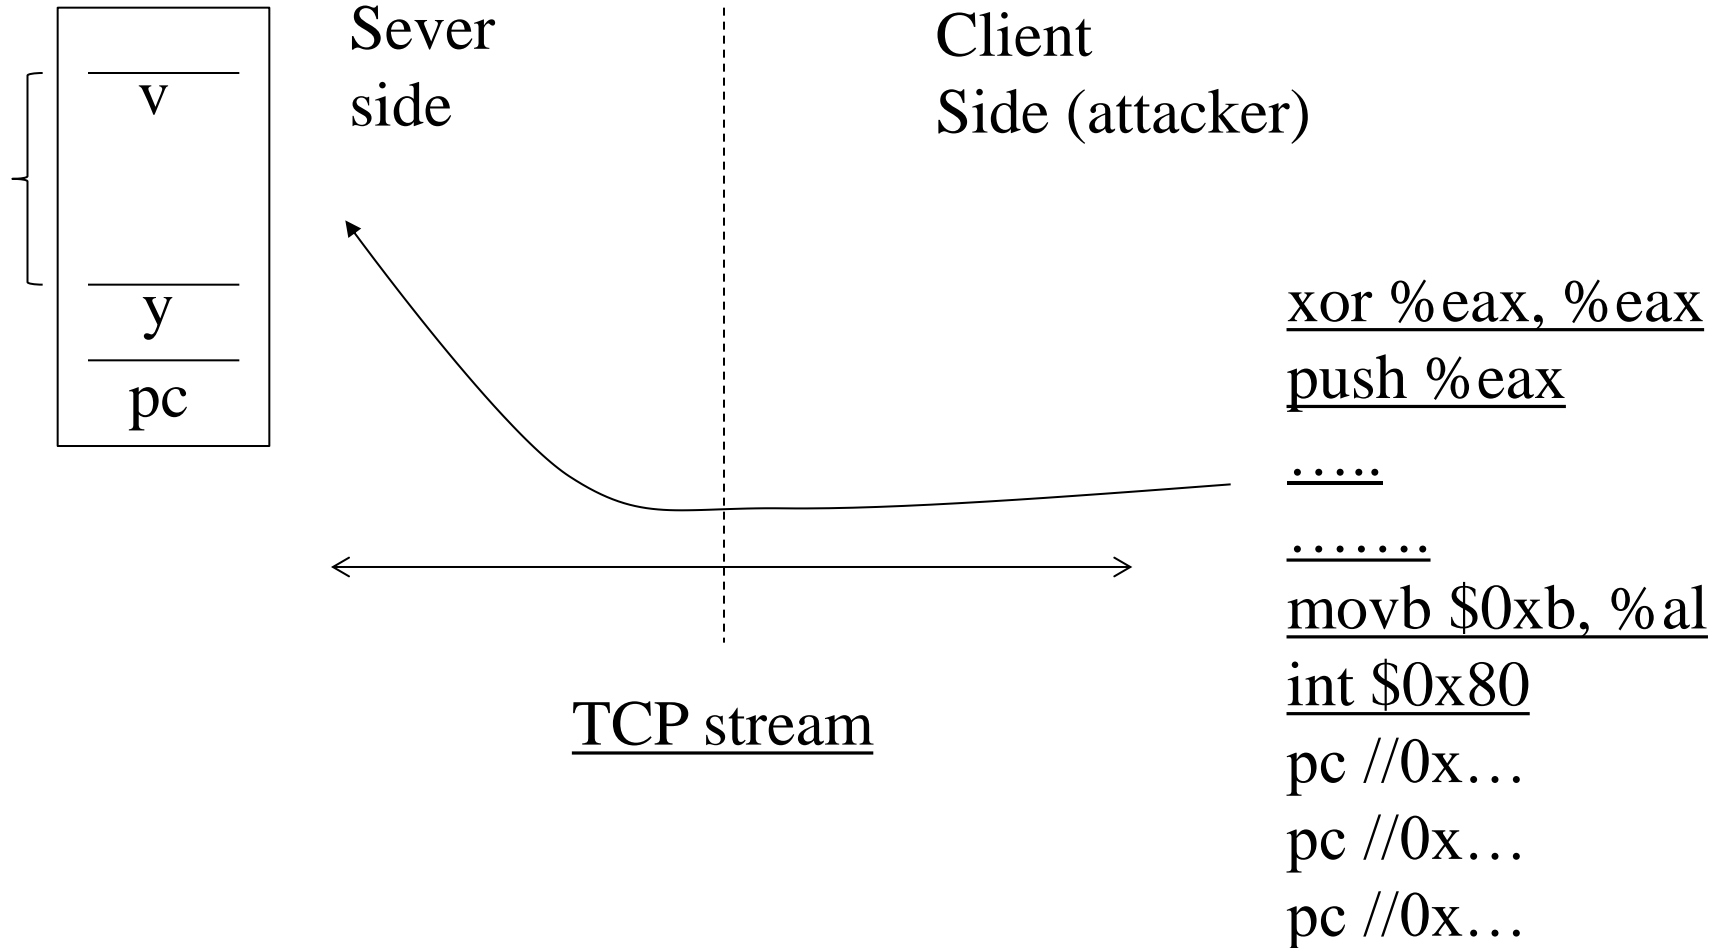 v
y
pc
Sever
side
Client
Side (attacker)
TCP stream
xor %eax, %eax
push %eax
…..
…….
movb $0xb, %al
int $0x80
pc //0x…
pc //0x…
pc //0x…